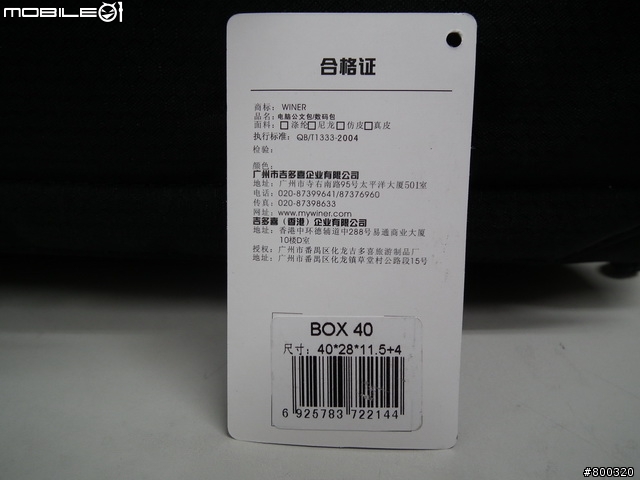 MOBILE01
合格证
商标： WINER
品名：电脑公文包/数码包
面料：□涤纶□尼龙□仿皮□真皮
执行标准： QB/T1333-2004
检验：
颜色：
广州市吉多喜企业有限公司
地址：广州市寺右南路95号太平洋大厦501室
电话：020-87399641/87376960
传真：020-87398633
网址：www.mywiner.com
吉多喜（香港）企业有限公司
地址：香港中环德辅道中288号易通商业大厦
10楼D室
授权：广州市番禺区化龙吉多喜旅游制品厂
地址：广州市番禺区化龙镇草堂村公路段15号
BOX 40
尺寸：40*28*11.5+4
6 925783 722144
#800320